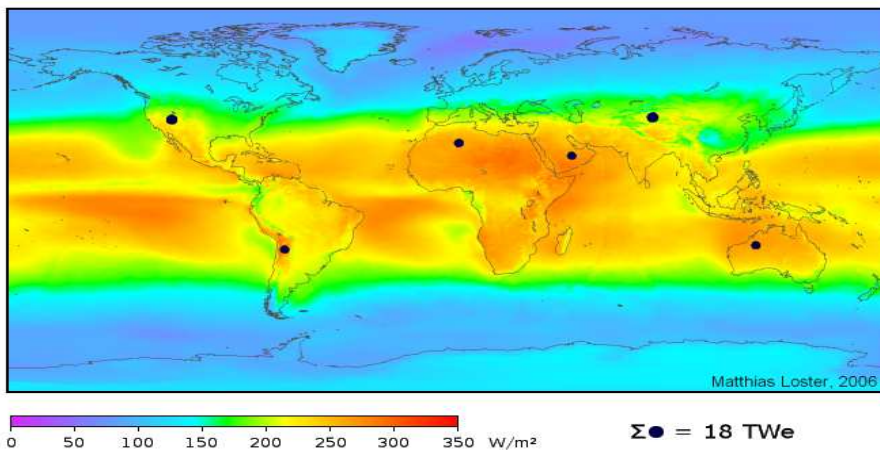 Matthias Loster, 2006
0 50 100 150 200 250 300 350 W/m²
Σ● = 18 TWe